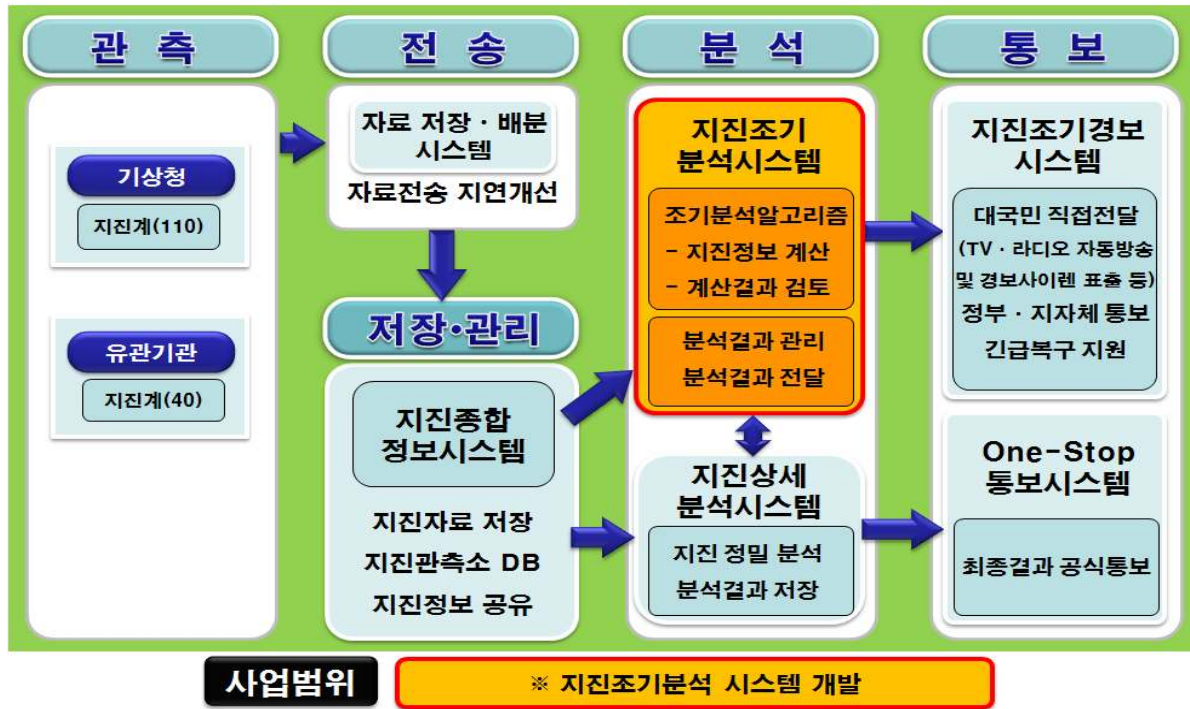 관 측
기상청
지진계(110)
유관기관
지진계(40)
전 송
자료 저장 · 배분
시스템
자료전송 지연개선
저장·관리
지진종합
정보시스템
지진자료 저장
지진관측소 DB
지진정보 공유
분 석
지진조기
분석시스템
조기분석알고리즘
- 지진정보 계산
- 계산결과 검토
분석결과 관리
분석결과 전달
지진상세
분석시스템
지진 정밀 분석
분석결과 저장
통 보
지진조기경보
시스템
대국민 직접전달
(TV · 라디오 자동방송
및 경보사이렌 표출 등)
정부 · 지자체 통보
긴급복구 지원
One-Stop
통보시스템
최종결과 공식통보
사업범위
※ 지진조기분석 시스템 개발